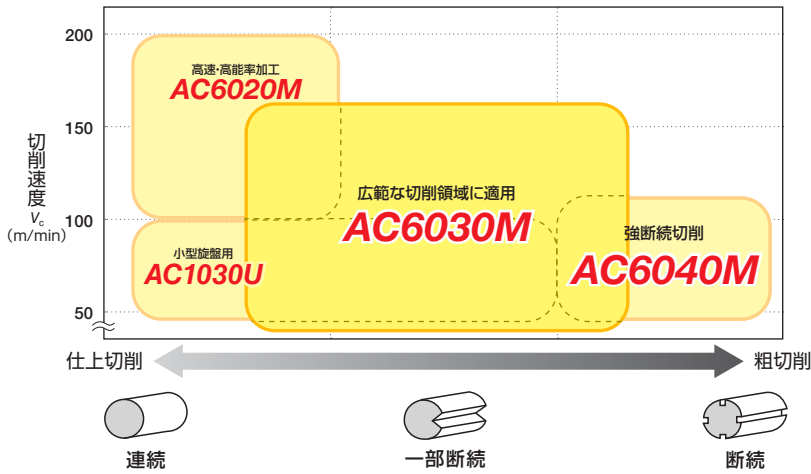 200
150
100
50
切削速度
Vc
(m/min)
高速・高能率加工
AC6020M
広範な切削領域に適用
AC6030M
小型旋盤用
AC1030U
強断続切削
AC6040M
仕上切削
粗切削
連続
一部断続
断続